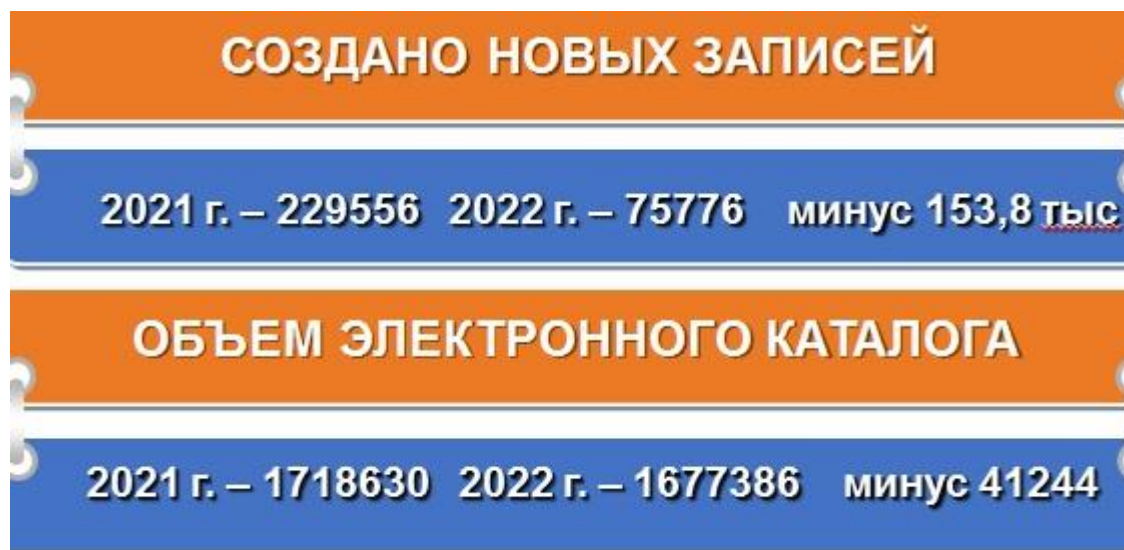 СОЗДАНО НОВЫХ ЗАПИСЕЙ
2021 г. – 229556 2022 г. – 75776 минус 153,8 тыс
ОБЪЕМ ЭЛЕКТРОННОГО КАТАЛОГА
2021 г. – 1718630 2022 г. – 1677386 минус 41244